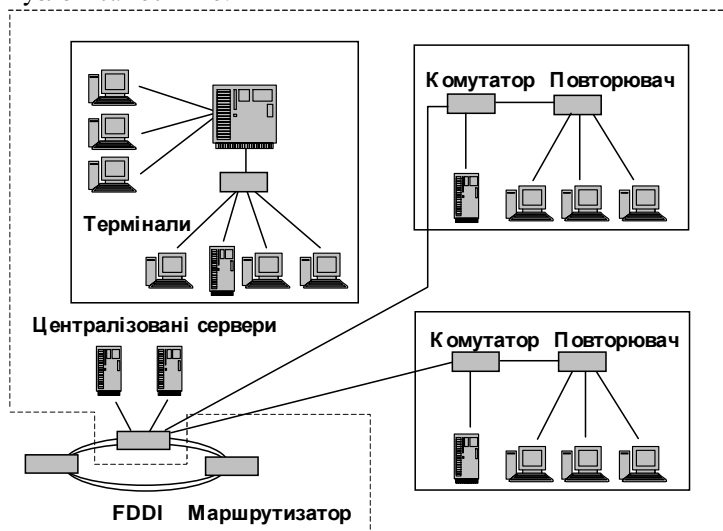 Комутатор Повторювач
Термінали
Централізовані сервери
Комутатор Повторювач
FDDI Маршрутизатор